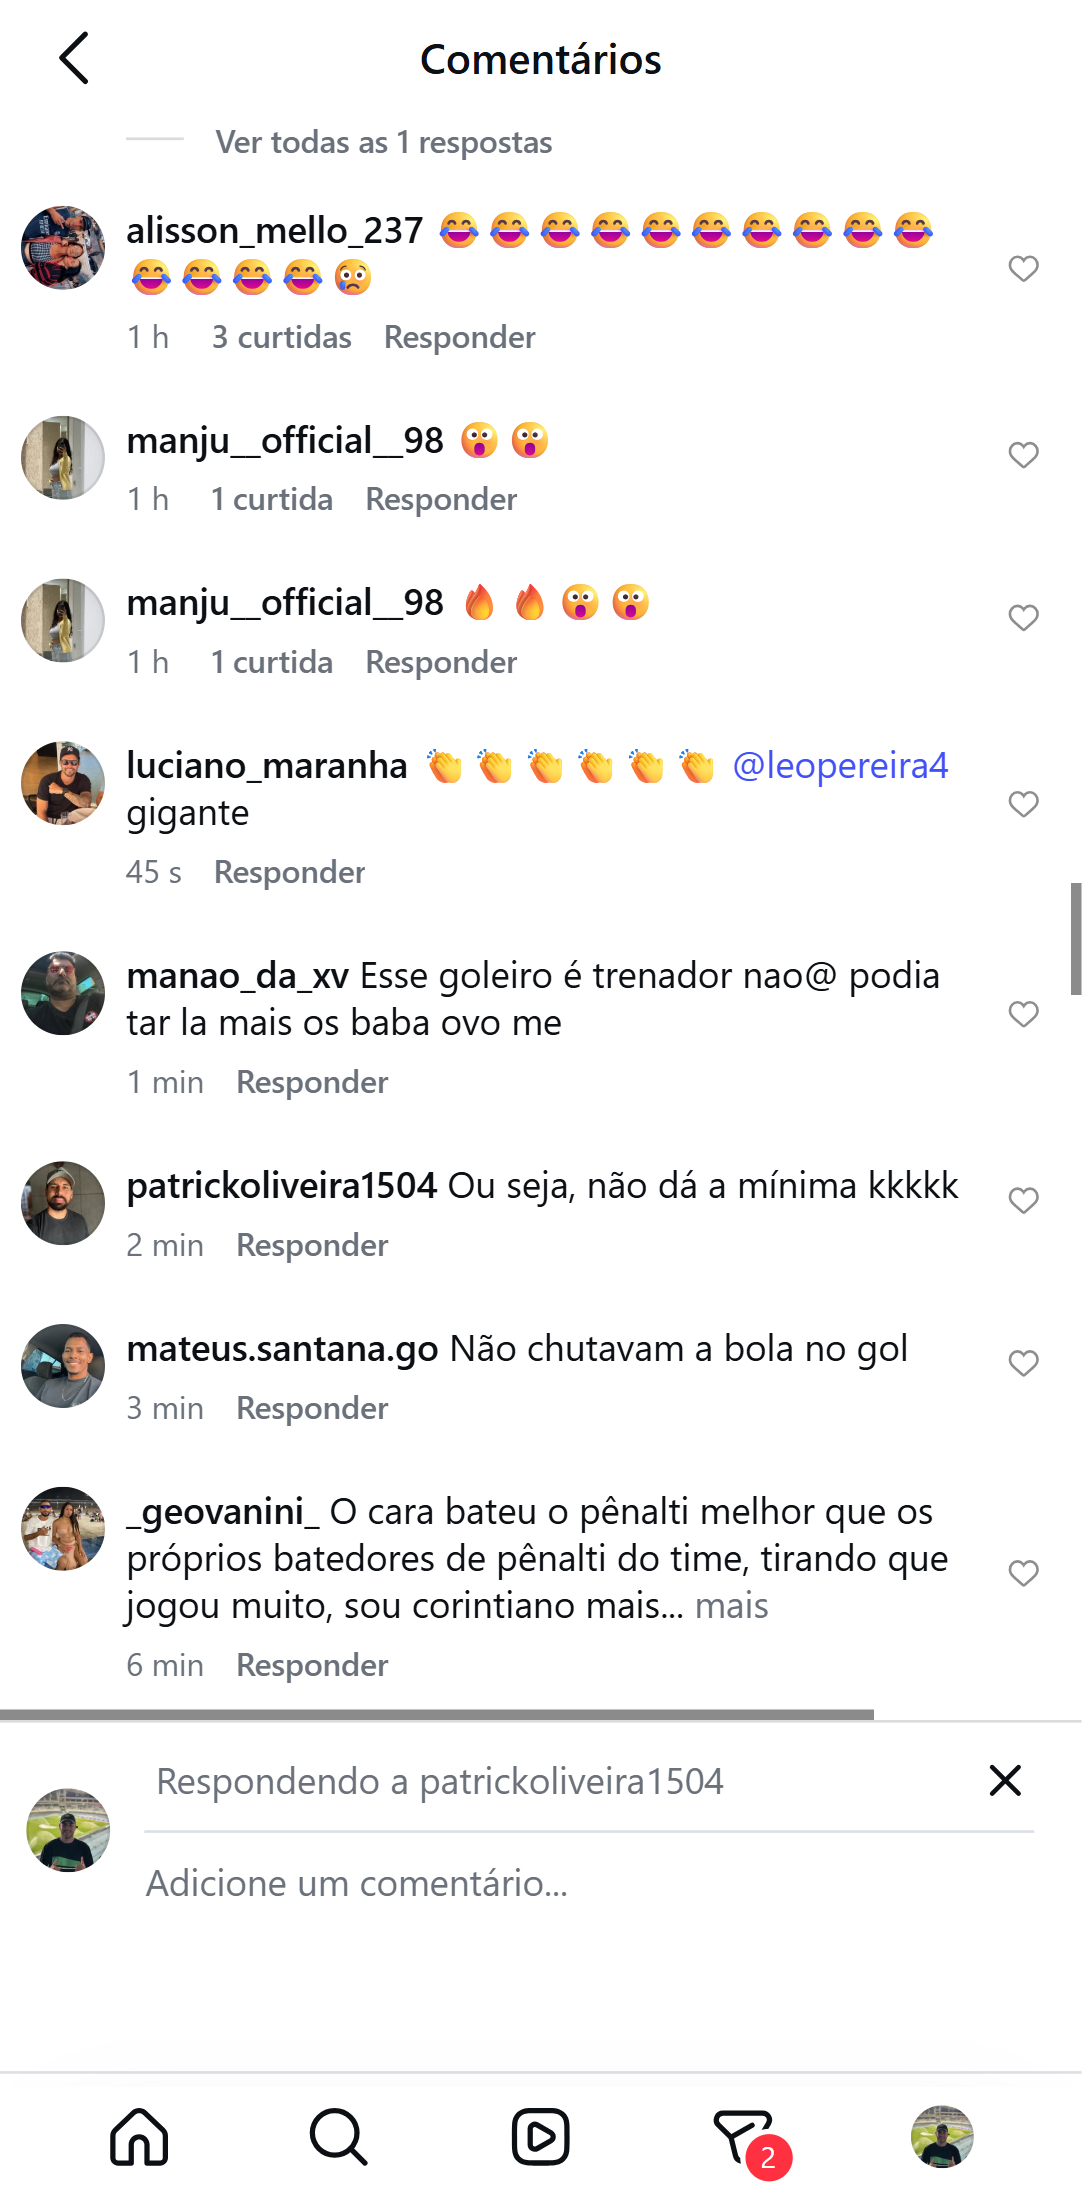 Comentários
Ver todas as 1 respostas
alisson_mello_237 😂😂😂😂😂😂😂😂😂😂
😂😂😂😂😢
1 h 3 curtidas Responder
manju__official__98 😲😲
1 h 1 curtida Responder
manju__official__98 🔥🔥😲😲
1 h 1 curtida Responder
luciano_maranha 👏👏👏👏👏👏 @leopereira4
gigante
45 s Responder
manao_da_xv Esse goleiro é trenador nao@ podia
tar la mais os baba ovo me
1 min Responder
patrickoliveira1504 Ou seja, não dá a mínima kkkkk
2 min Responder
mateus.santana.go Não chutavam a bola no gol
3 min Responder
_geovanini_ O cara bateu o pênalti melhor que os
próprios batedores de pênalti do time, tirando que
jogou muito, sou corintiano mais... mais
6 min Responder
Respondendo a patrickoliveira1504
Adicione um comentário...
2